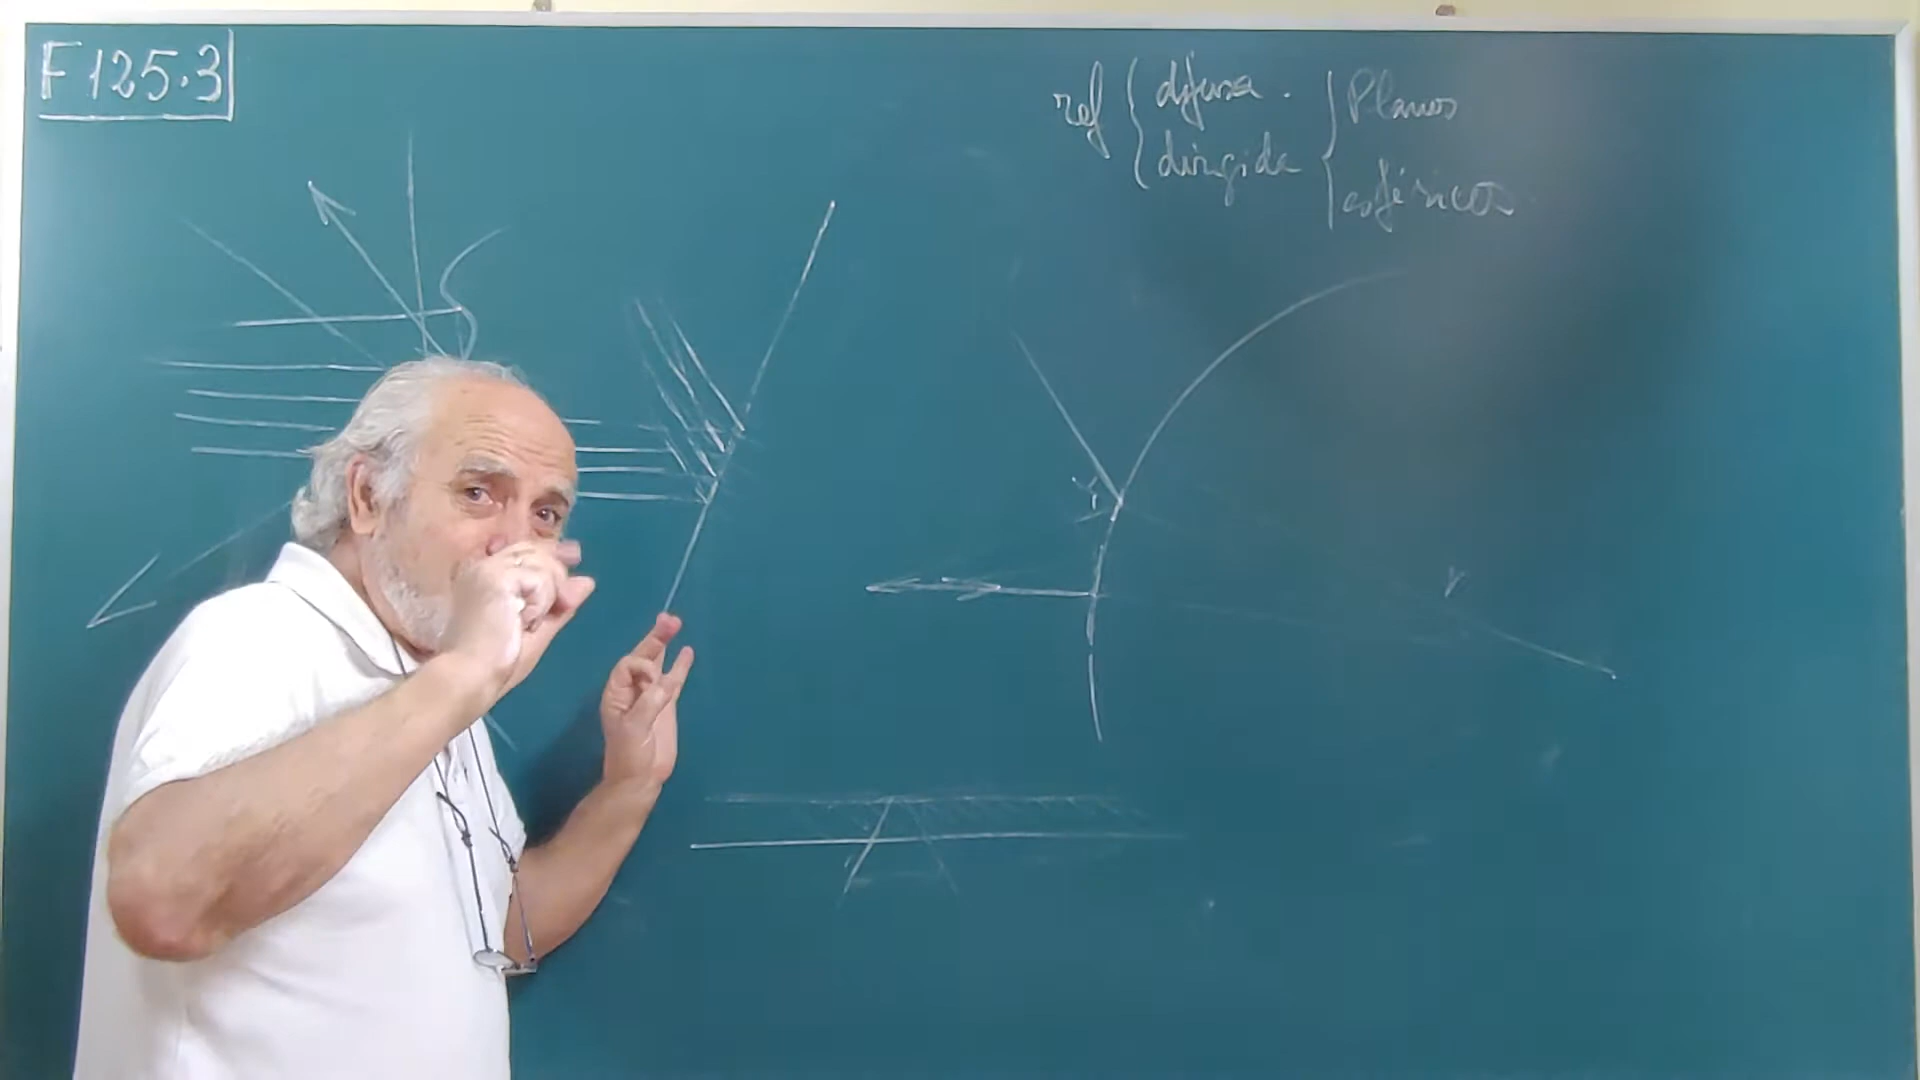 F 125.3
ref { difusa .
dirigida
{ Planos
esféricos
r